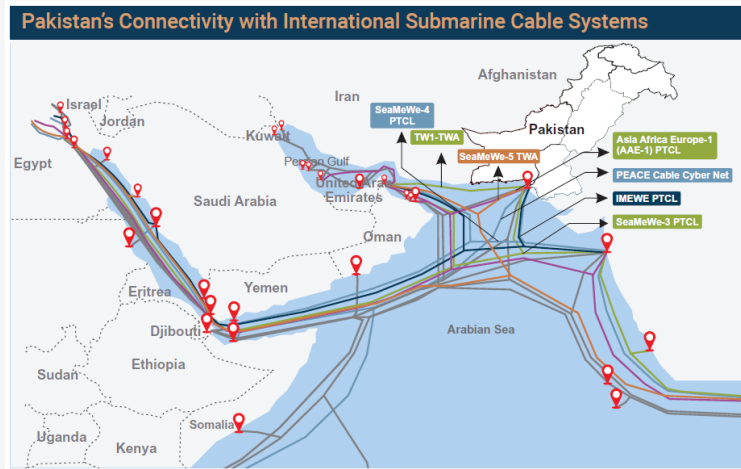 Pakistan's Connectivity with International Submarine Cable Systems
Afghanistan
Iran
Israel
Jordan
SeaMeWe-4
PTCL
TW1-TWA
Kuwait
Pakistan
Asia Africa Europe-1
(AAE-1) PTCL
Egypt
Persian Gulf
SeaMeWe-5 TWA
PEACE Cable Cyber Net
United Arab
Emirates
Saudi Arabia
IMEWE PTCL
SeaMeWe-3 PTCL
Oman
Eritrea
Yemen
Djibouti
Arabian Sea
Ethiopia
Sudan
Somalia
Uganda
Kenya